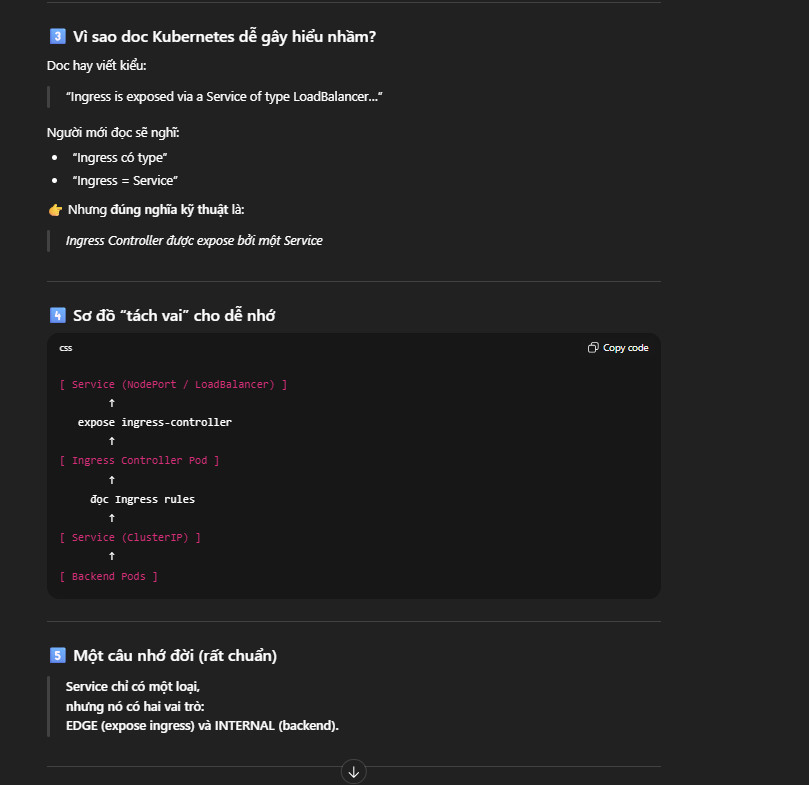 3 Vì sao doc Kubernetes dễ gây hiểu nhầm?
Doc hay viết kiểu:
“Ingress is exposed via a Service of type LoadBalancer…”
Người mới đọc sẽ nghĩ:
• “Ingress có type”
• “Ingress = Service”
👉 Nhưng đúng nghĩa kỹ thuật là:
Ingress Controller được expose bởi một Service
4 Sơ đồ “tách vai” cho dễ nhớ
css Copy code
[ Service (NodePort / LoadBalancer) ]
↑
expose ingress-controller
↑
[ Ingress Controller Pod ]
↑
đọc Ingress rules
↑
[ Service (ClusterIP) ]
↑
[ Backend Pods ]
5 Một câu nhớ đời (rất chuẩn)
Service chỉ có một loại,
nhưng nó có hai vai trò:
EDGE (expose ingress) và INTERNAL (backend).